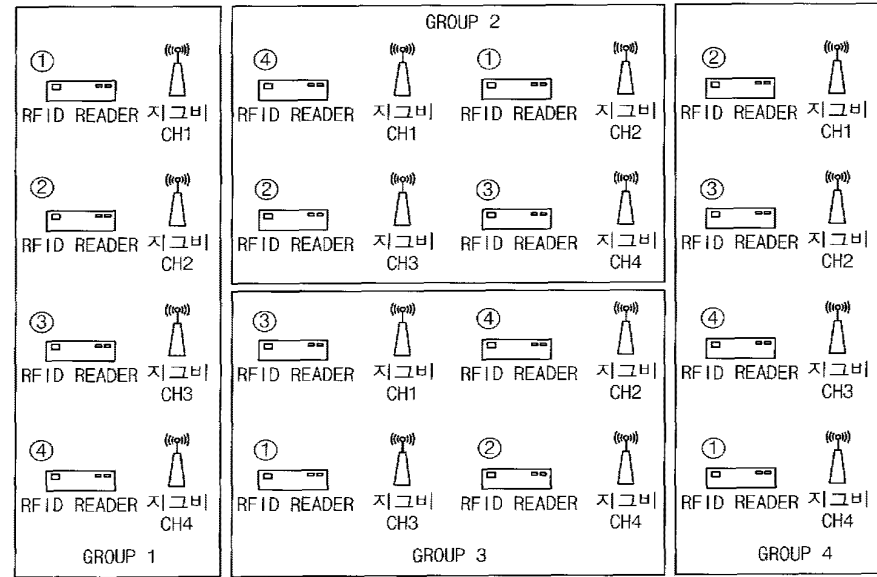 GROUP 2
① ④ ① ②
RFID READER 지그비 RFID READER 지그비 RFID READER 지그비 RFID READER 지그비
CH1 CH1 CH2 CH1
② ② ③ ③
RFID READER 지그비 RFID READER 지그비 RFID READER 지그비 RFID READER 지그비
CH2 CH3 CH4 CH2
③ ③ ④ ④
RFID READER 지그비 RFID READER 지그비 RFID READER 지그비 RFID READER 지그비
CH3 CH1 CH2 CH3
④ ① ② ①
RFID READER 지그비 RFID READER 지그비 RFID READER 지그비 RFID READER 지그비
CH4 CH3 CH4 CH4
GROUP 1 GROUP 3 GROUP 4